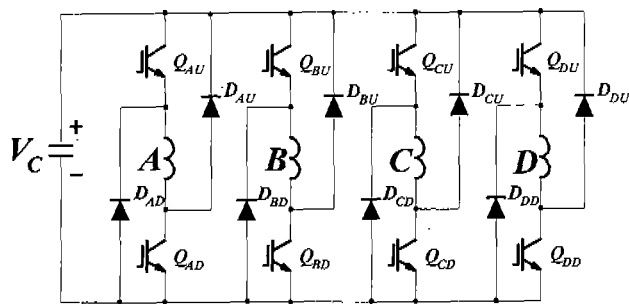 Q_AU Q_BU Q_CU Q_DU
D_AU D_BU D_CU D_DU
+
V_C A B C D
−
D_AD D_BD D_CD D_DD
Q_AD Q_BD Q_CD Q_DD